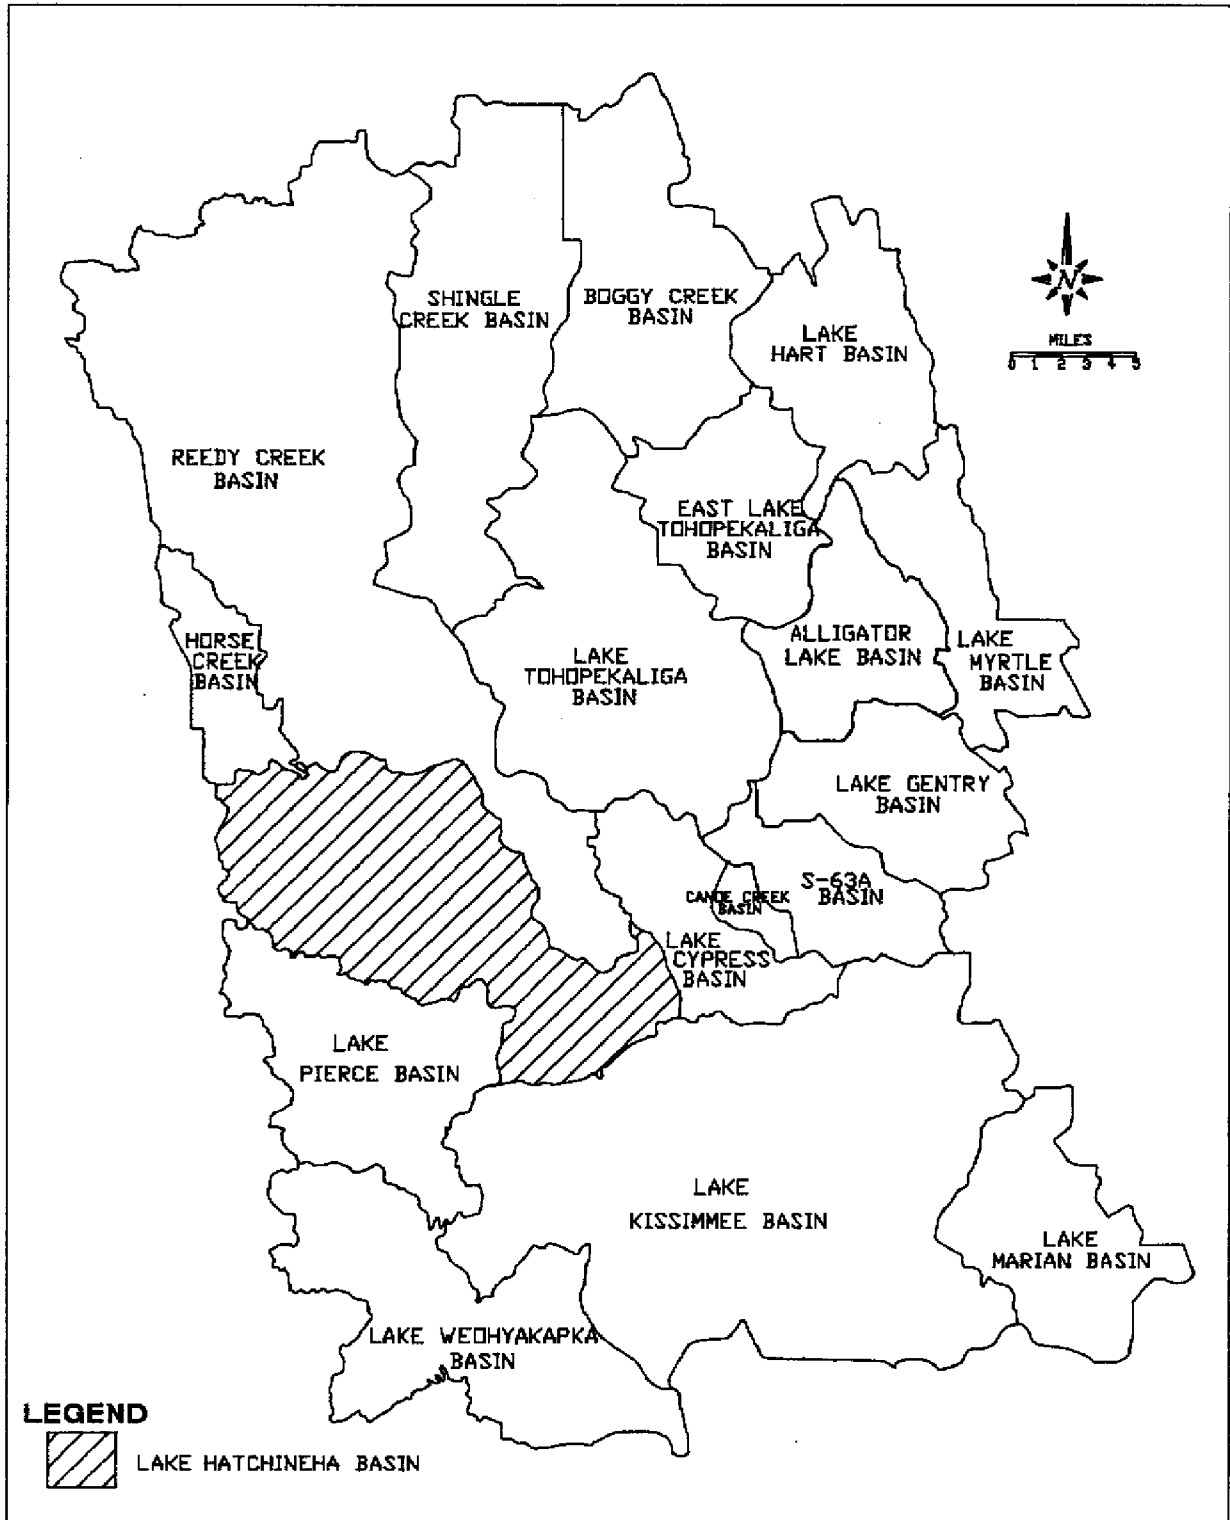 SHINGLE
CREEK BASIN
BOGGY CREEK
BASIN
LAKE
HART BASIN
N
MILES
0 1 2 3 4 5
REEDY CREEK
BASIN
EAST LAKE
TOHOPEKALIGA
BASIN
HORSE
CREEK
BASIN
LAKE
TOHOPEKALIGA
BASIN
ALLIGATOR
LAKE BASIN
LAKE
MYRTLE
BASIN
LAKE GENTRY
BASIN
S-63A
BASIN
CANOE CREEK
BASIN
LAKE
CYPRESS
BASIN
LAKE
PIERCE BASIN
LAKE
KISSIMMEE BASIN
LAKE
MARIAN BASIN
LAKE WEOHYAKAPKA
BASIN
LEGEND
LAKE HATCHINEHA BASIN